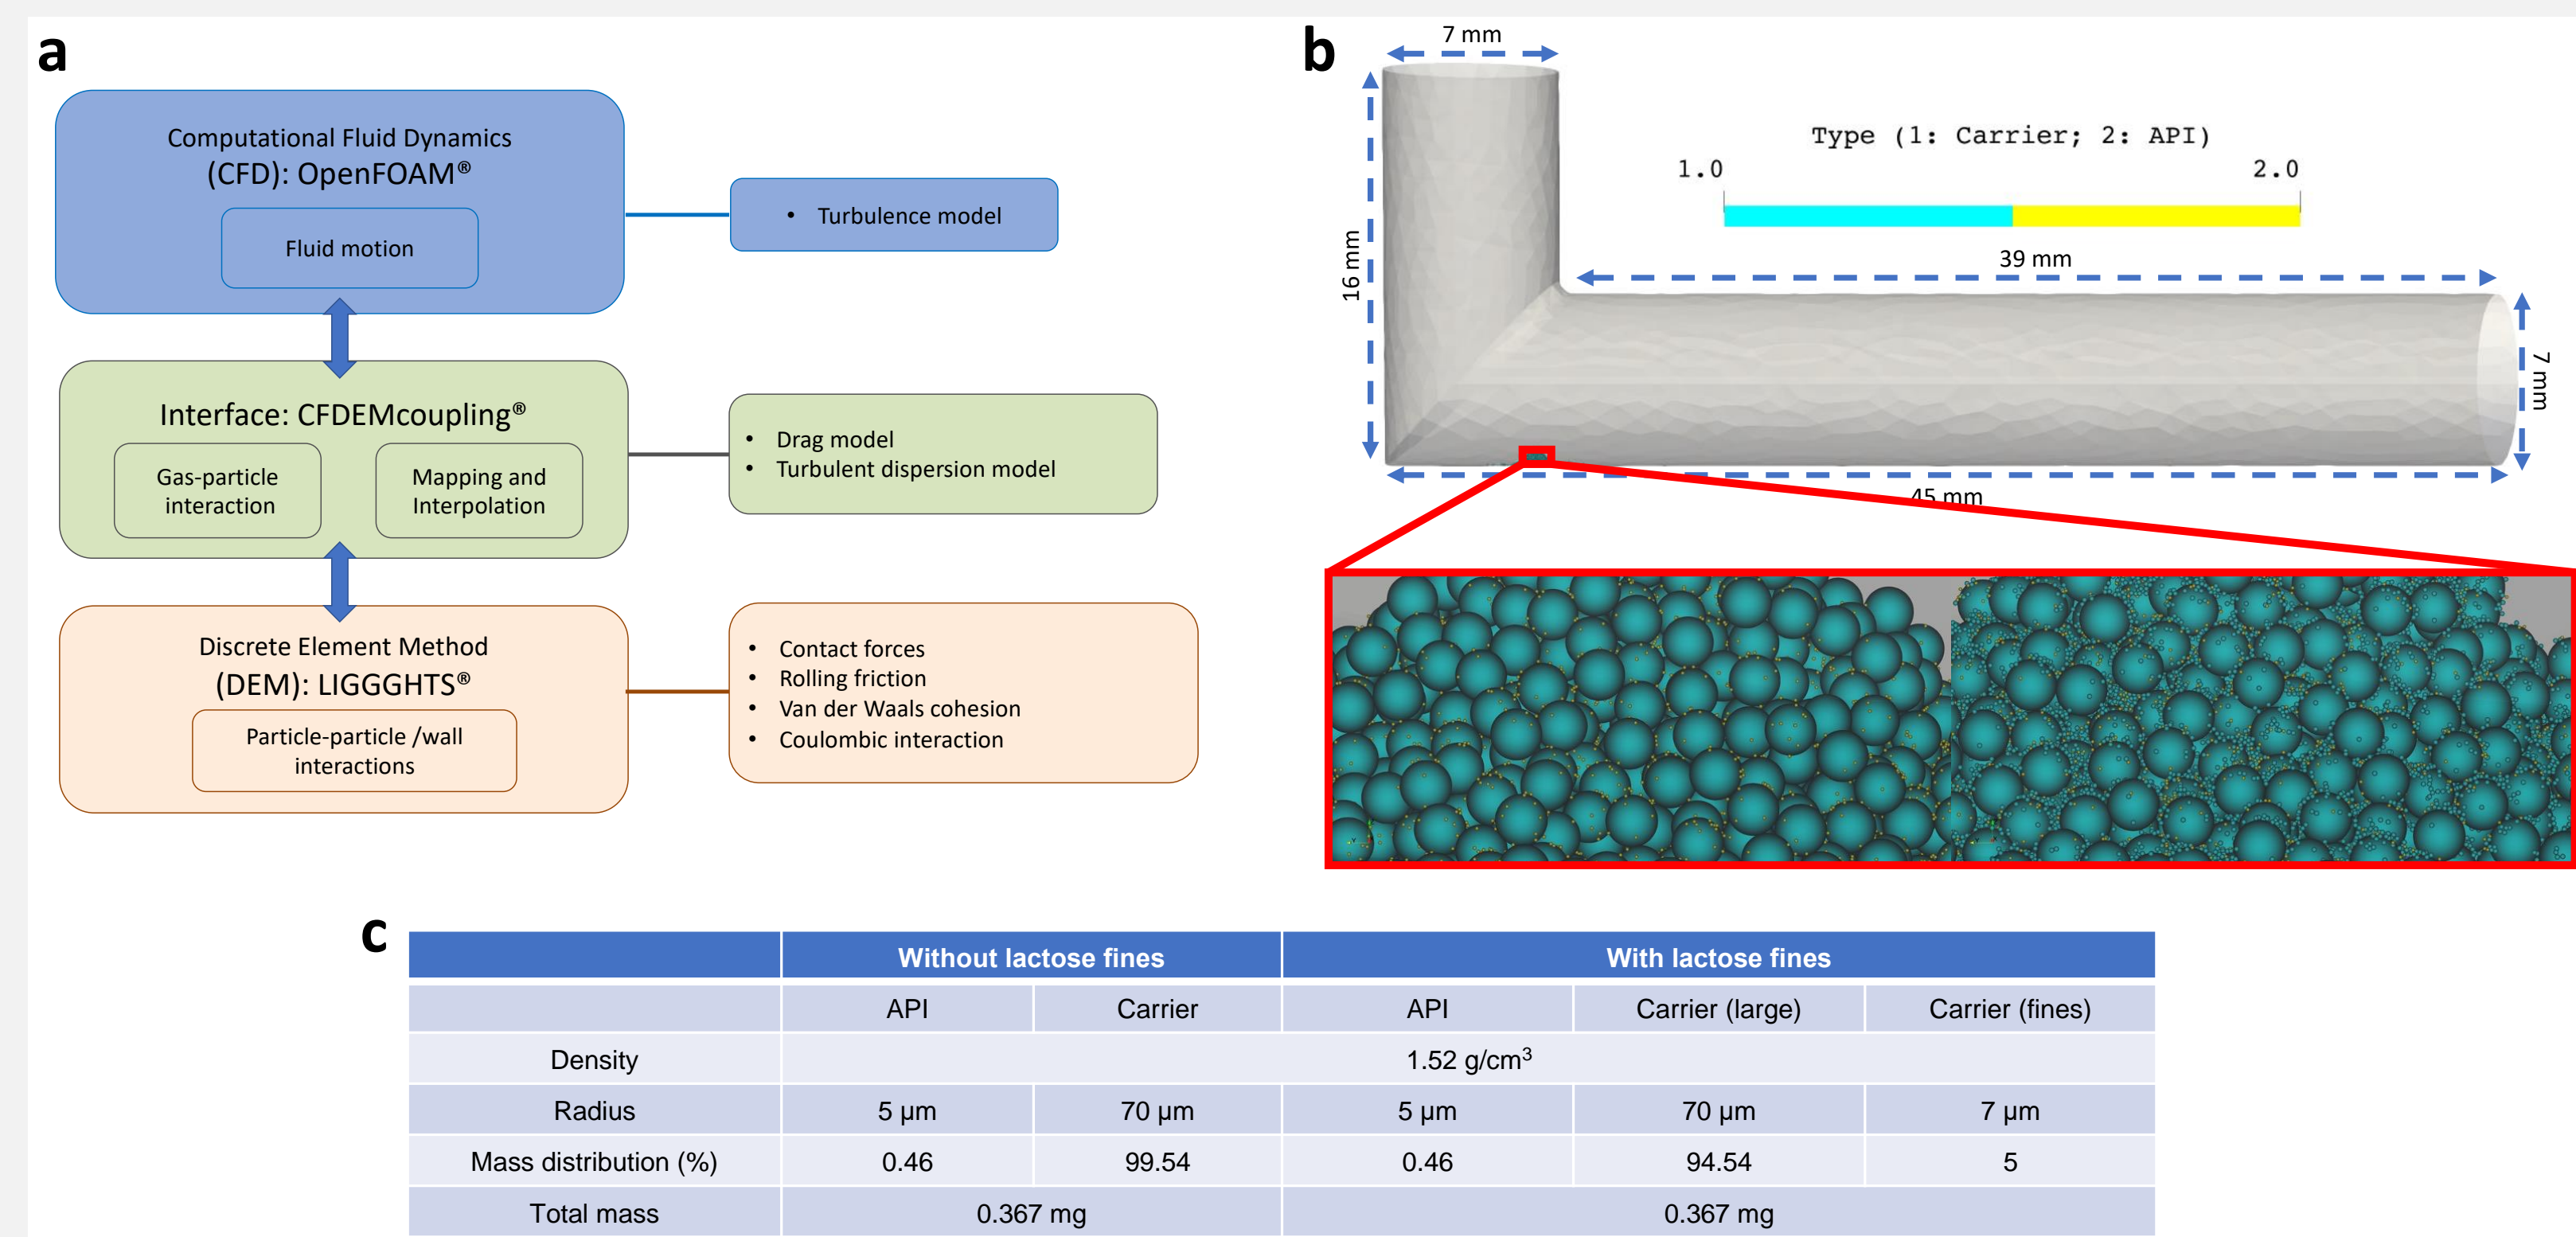 a
Computational Fluid Dynamics
(CFD): OpenFOAM®
Fluid motion
• Turbulence model
Interface: CFDEMcoupling®
Gas-particle
interaction
Mapping and
Interpolation
• Drag model
• Turbulent dispersion model
Discrete Element Method
(DEM): LIGGGHTS®
Particle-particle /wall
interactions
• Contact forces
• Rolling friction
• Van der Waals cohesion
• Coulombic interaction
b
7 mm
16 mm
Type (1: Carrier; 2: API)
1.0 2.0
39 mm
7 mm
45 mm
c
Without lactose fines With lactose fines
API Carrier API Carrier (large) Carrier (fines)
Density 1.52 g/cm³
Radius 5 µm 70 µm 5 µm 70 µm 7 µm
Mass distribution (%) 0.46 99.54 0.46 94.54 5
Total mass 0.367 mg 0.367 mg